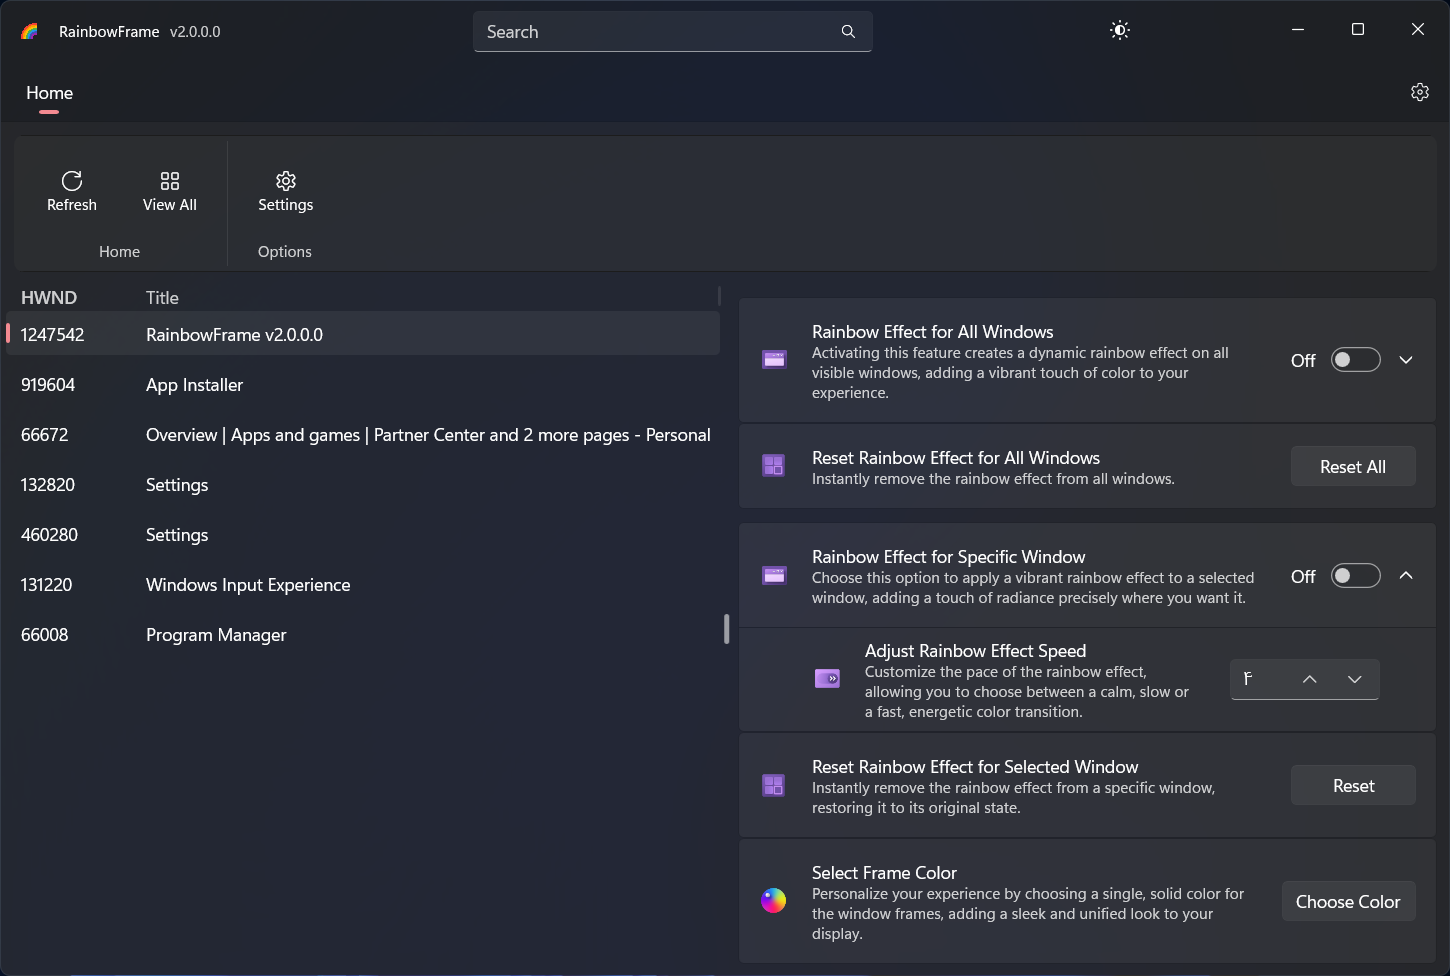 RainbowFrame v2.0.0.0
Search
Home
Refresh
View All
Settings
Home
Options
HWND Title
1247542 RainbowFrame v2.0.0.0
919604 App Installer
66672 Overview | Apps and games | Partner Center and 2 more pages - Personal
132820 Settings
460280 Settings
131220 Windows Input Experience
66008 Program Manager
Rainbow Effect for All Windows
Activating this feature creates a dynamic rainbow effect on all
visible windows, adding a vibrant touch of color to your
experience.
Off
Reset Rainbow Effect for All Windows
Instantly remove the rainbow effect from all windows.
Reset All
Rainbow Effect for Specific Window
Choose this option to apply a vibrant rainbow effect to a selected
window, adding a touch of radiance precisely where you want it.
Off
Adjust Rainbow Effect Speed
Customize the pace of the rainbow effect,
allowing you to choose between a calm, slow or
a fast, energetic color transition.
۴
Reset Rainbow Effect for Selected Window
Instantly remove the rainbow effect from a specific window,
restoring it to its original state.
Reset
Select Frame Color
Personalize your experience by choosing a single, solid color for
the window frames, adding a sleek and unified look to your
display.
Choose Color